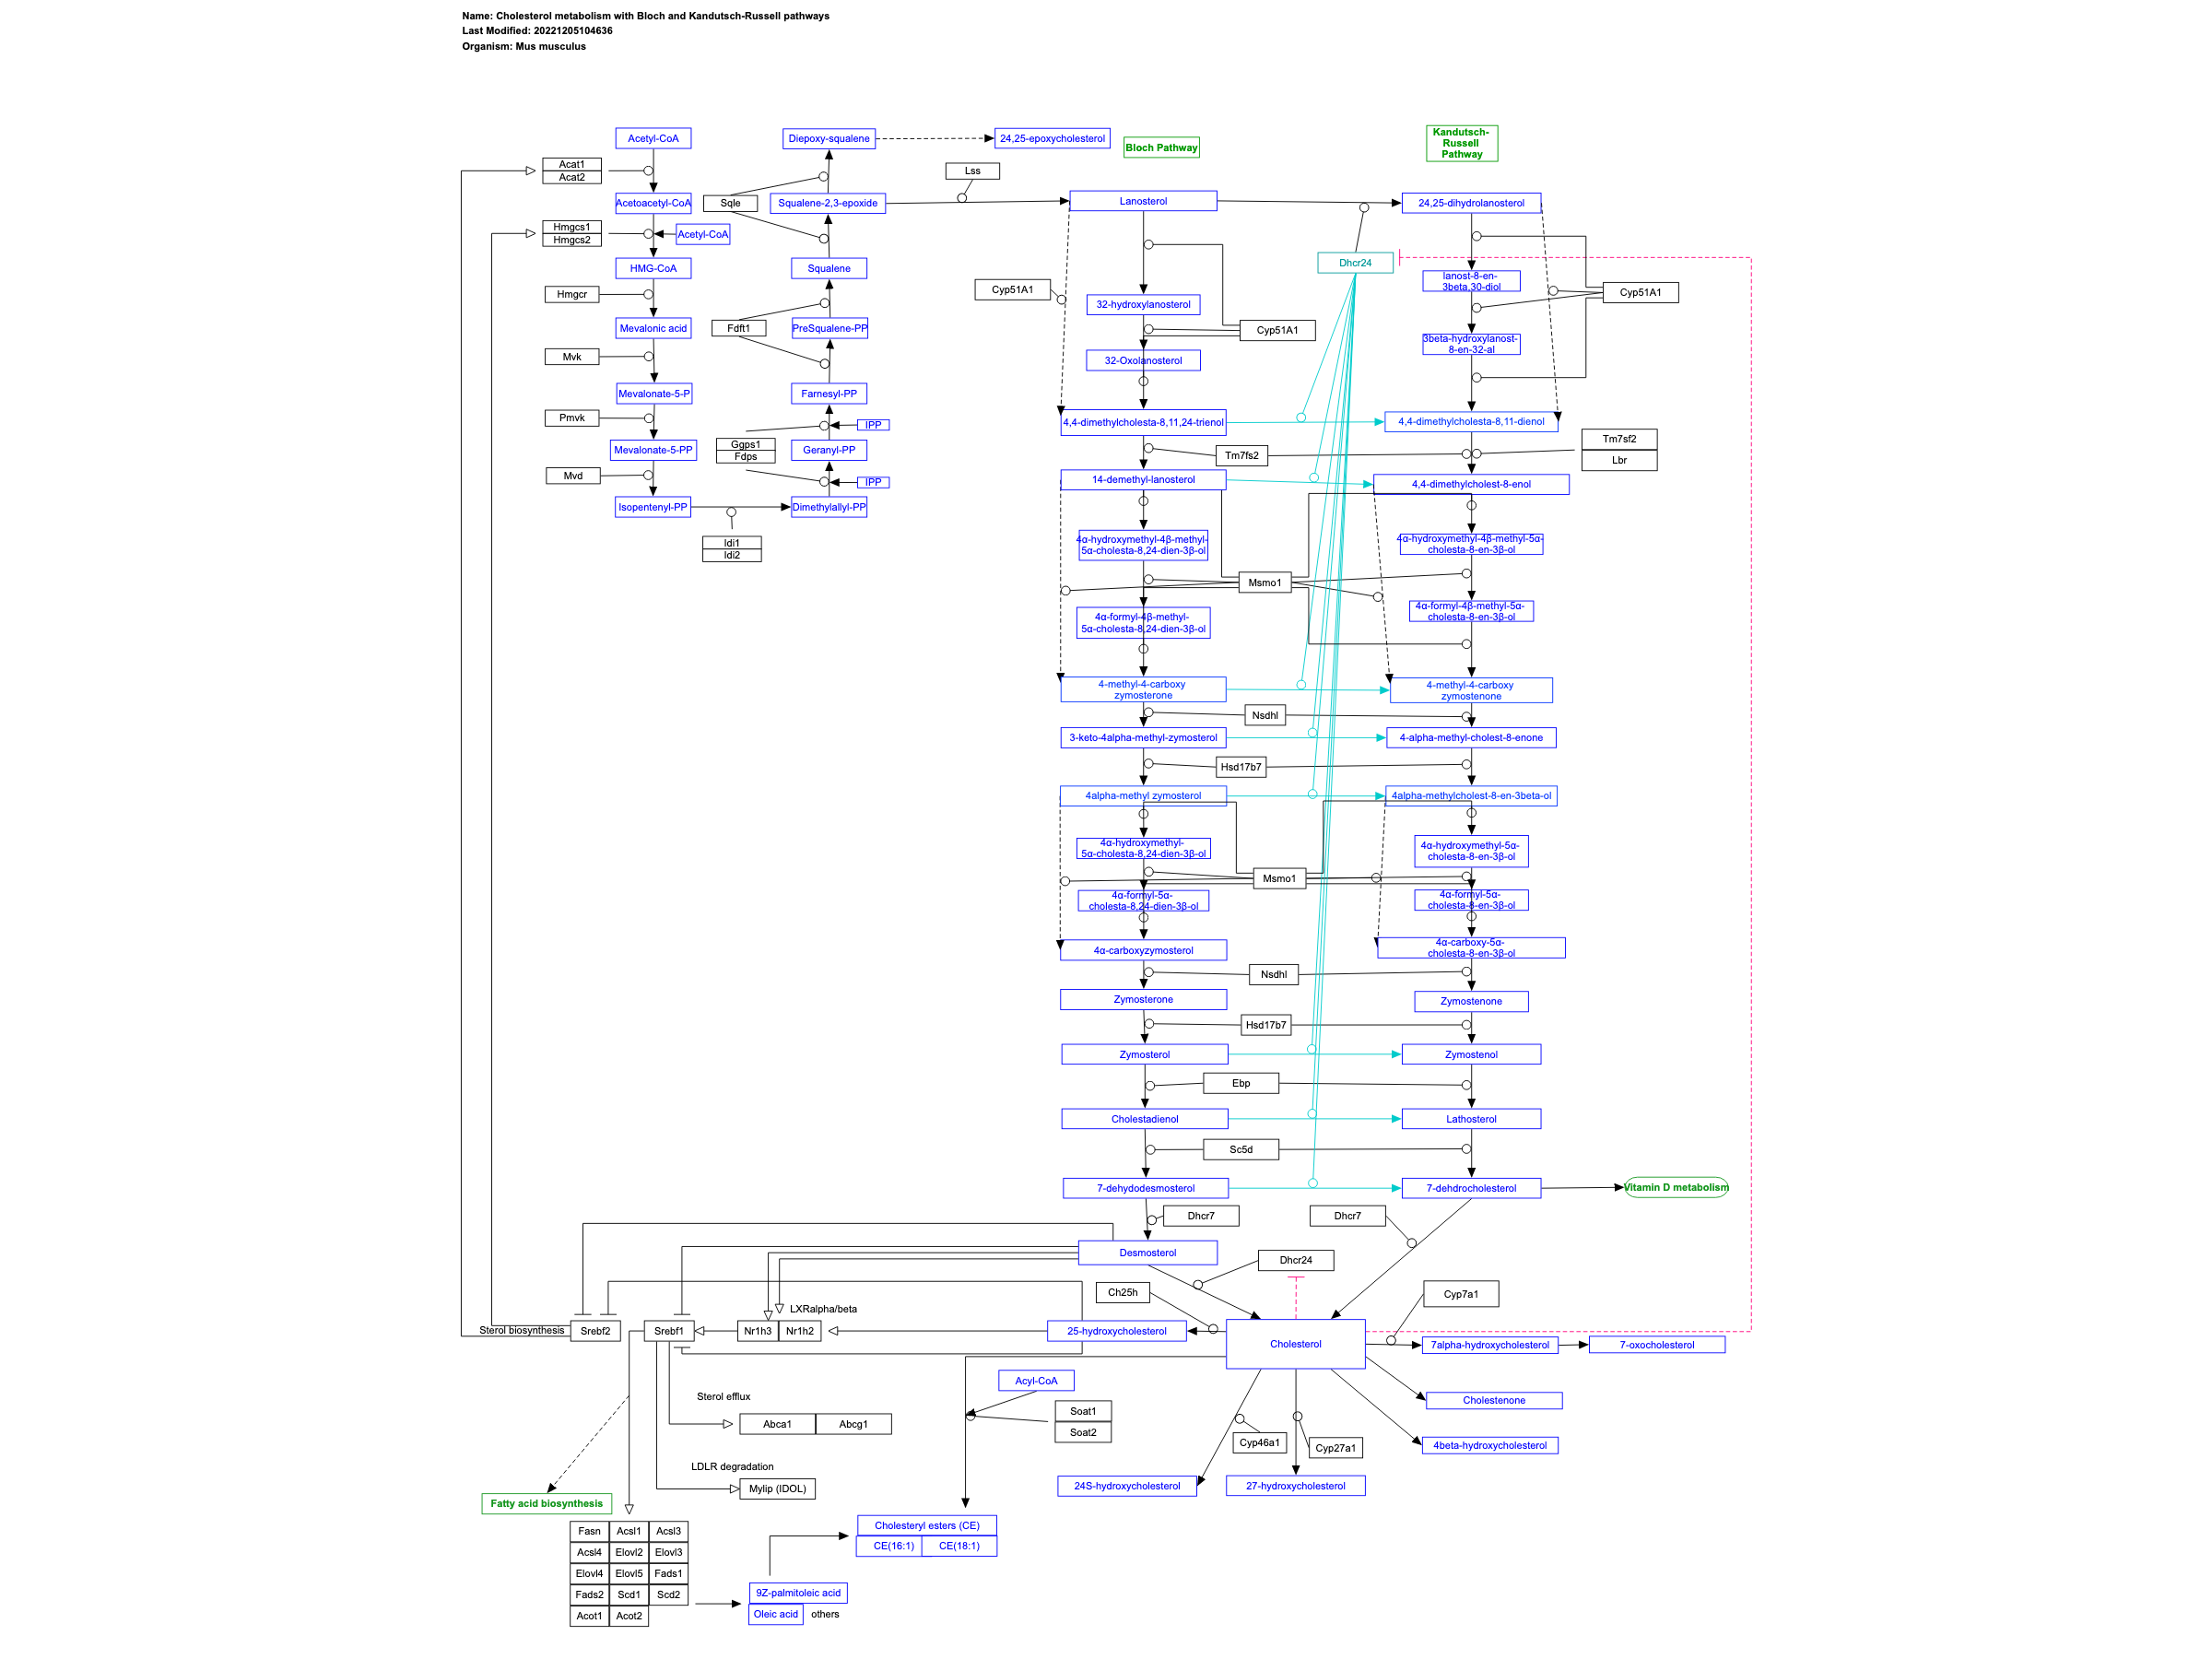 Name: Cholesterol metabolism with Bloch and Kandutsch-Russell pathways
Last Modified: 20221205104636
Organism: Mus musculus
Acetyl-CoA
Diepoxy-squalene
24,25-epoxycholesterol
Bloch Pathway
Kandutsch-
Russell
Pathway
Acat1
Acat2
Lss
Acetoacetyl-CoA
Sqle
Squalene-2,3-epoxide
Lanosterol
24,25-dihydrolanosterol
Hmgcs1
Hmgcs2
Acetyl-CoA
HMG-CoA
Squalene
Dhcr24
lanost-8-en-
3beta,30-diol
Hmgcr
Cyp51A1
Cyp51A1
32-hydroxylanosterol
Mevalonic acid
Fdft1
PreSqualene-PP
Cyp51A1
3beta-hydroxylanost-
8-en-32-al
Mvk
32-Oxolanosterol
Mevalonate-5-P
Farnesyl-PP
Pmvk
IPP
4,4-dimethylcholesta-8,11,24-trienol
4,4-dimethylcholesta-8,11-dienol
Ggps1
Fdps
Tm7sf2
Lbr
Mevalonate-5-PP
Geranyl-PP
Tm7fs2
Mvd
IPP
14-demethyl-lanosterol
4,4-dimethylcholest-8-enol
Isopentenyl-PP
Dimethylallyl-PP
Idi1
Idi2
4α-hydroxymethyl-4β-methyl-
5α-cholesta-8,24-dien-3β-ol
4α-hydroxymethyl-4β-methyl-5α-
cholesta-8-en-3β-ol
Msmo1
4α-formyl-4β-methyl-
5α-cholesta-8,24-dien-3β-ol
4α-formyl-4β-methyl-5α-
cholesta-8-en-3β-ol
4-methyl-4-carboxy
zymosterone
4-methyl-4-carboxy
zymostenone
Nsdhl
3-keto-4alpha-methyl-zymosterol
4-alpha-methyl-cholest-8-enone
Hsd17b7
4alpha-methyl zymosterol
4alpha-methylcholest-8-en-3beta-ol
4α-hydroxymethyl-
5α-cholesta-8,24-dien-3β-ol
4α-hydroxymethyl-5α-
cholesta-8-en-3β-ol
Msmo1
4α-formyl-5α-
cholesta-8,24-dien-3β-ol
4α-formyl-5α-
cholesta-8-en-3β-ol
4α-carboxyzymosterol
4α-carboxy-5α-
cholesta-8-en-3β-ol
Nsdhl
Zymosterone
Zymostenone
Hsd17b7
Zymosterol
Zymostenol
Ebp
Cholestadienol
Lathosterol
Sc5d
7-dehydodesmosterol
7-dehdrocholesterol
Vitamin D metabolism
Dhcr7
Dhcr7
Desmosterol
Dhcr24
Ch25h
Cyp7a1
LXRalpha/beta
Sterol biosynthesis
Srebf2
Srebf1
Nr1h3
Nr1h2
25-hydroxycholesterol
Cholesterol
7alpha-hydroxycholesterol
7-oxocholesterol
Acyl-CoA
Sterol efflux
Cholestenone
Abca1
Abcg1
Soat1
Soat2
Cyp46a1
Cyp27a1
4beta-hydroxycholesterol
LDLR degradation
Mylip (IDOL)
24S-hydroxycholesterol
27-hydroxycholesterol
Fatty acid biosynthesis
Cholesteryl esters (CE)
CE(16:1)
CE(18:1)
Fasn
Acsl1
Acsl3
Acsl4
Elovl2
Elovl3
Elovl4
Elovl5
Fads1
Fads2
Scd1
Scd2
Acot1
Acot2
9Z-palmitoleic acid
Oleic acid
others